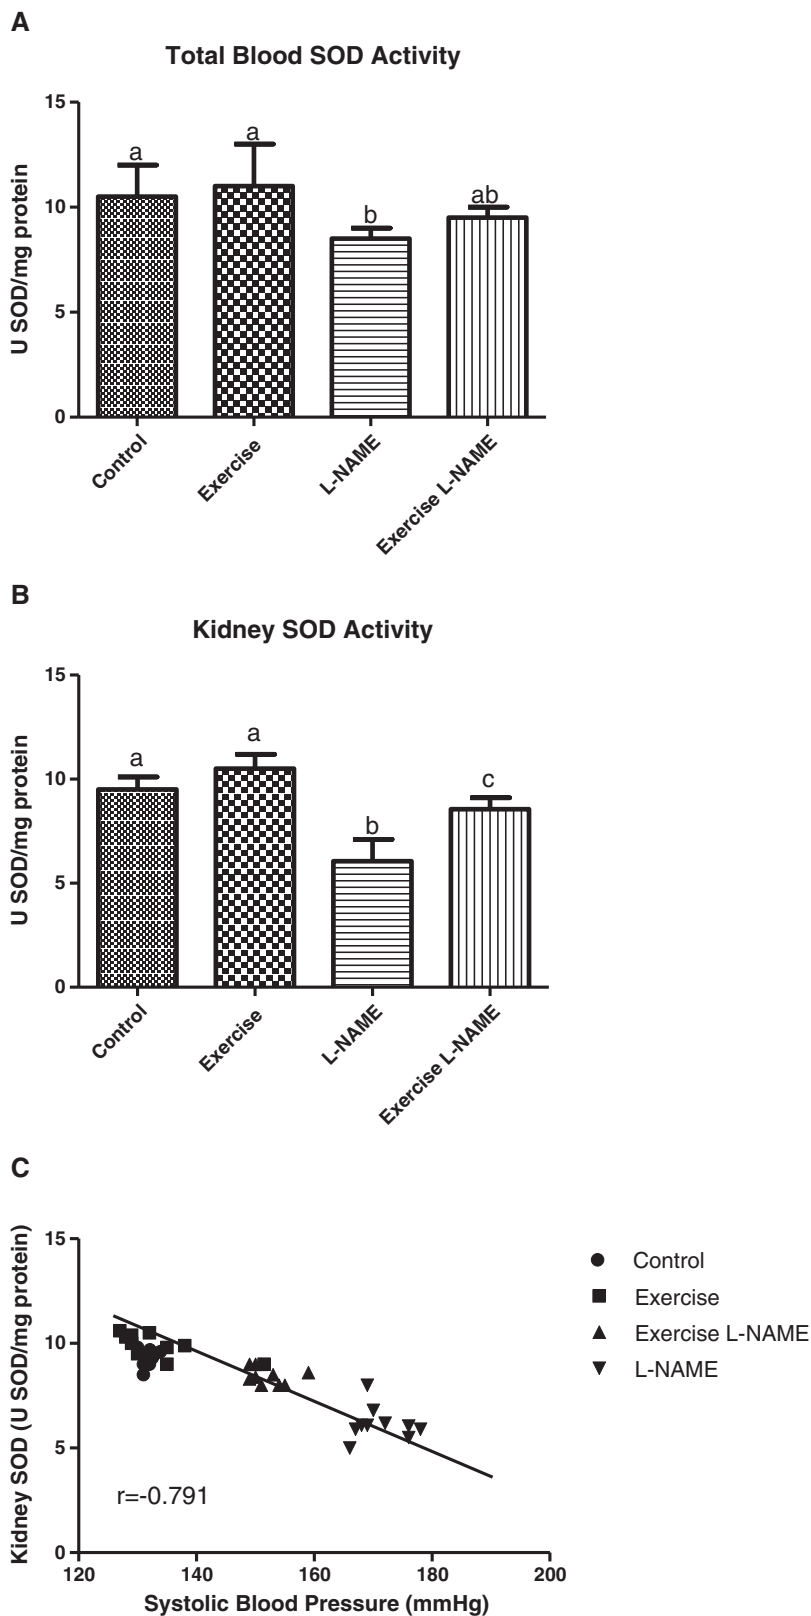 A
Total Blood SOD Activity
U SOD/mg protein
15
10
5
0
a
a
b
ab
Control
Exercise
L-NAME
Exercise L-NAME
B
Kidney SOD Activity
U SOD/mg protein
15
10
5
0
a
a
b
c
Control
Exercise
L-NAME
Exercise L-NAME
C
Kidney SOD (U SOD/mg protein)
15
10
5
0
r=-0.791
120
140
160
180
200
Systolic Blood Pressure (mmHg)
Control
Exercise
Exercise L-NAME
L-NAME